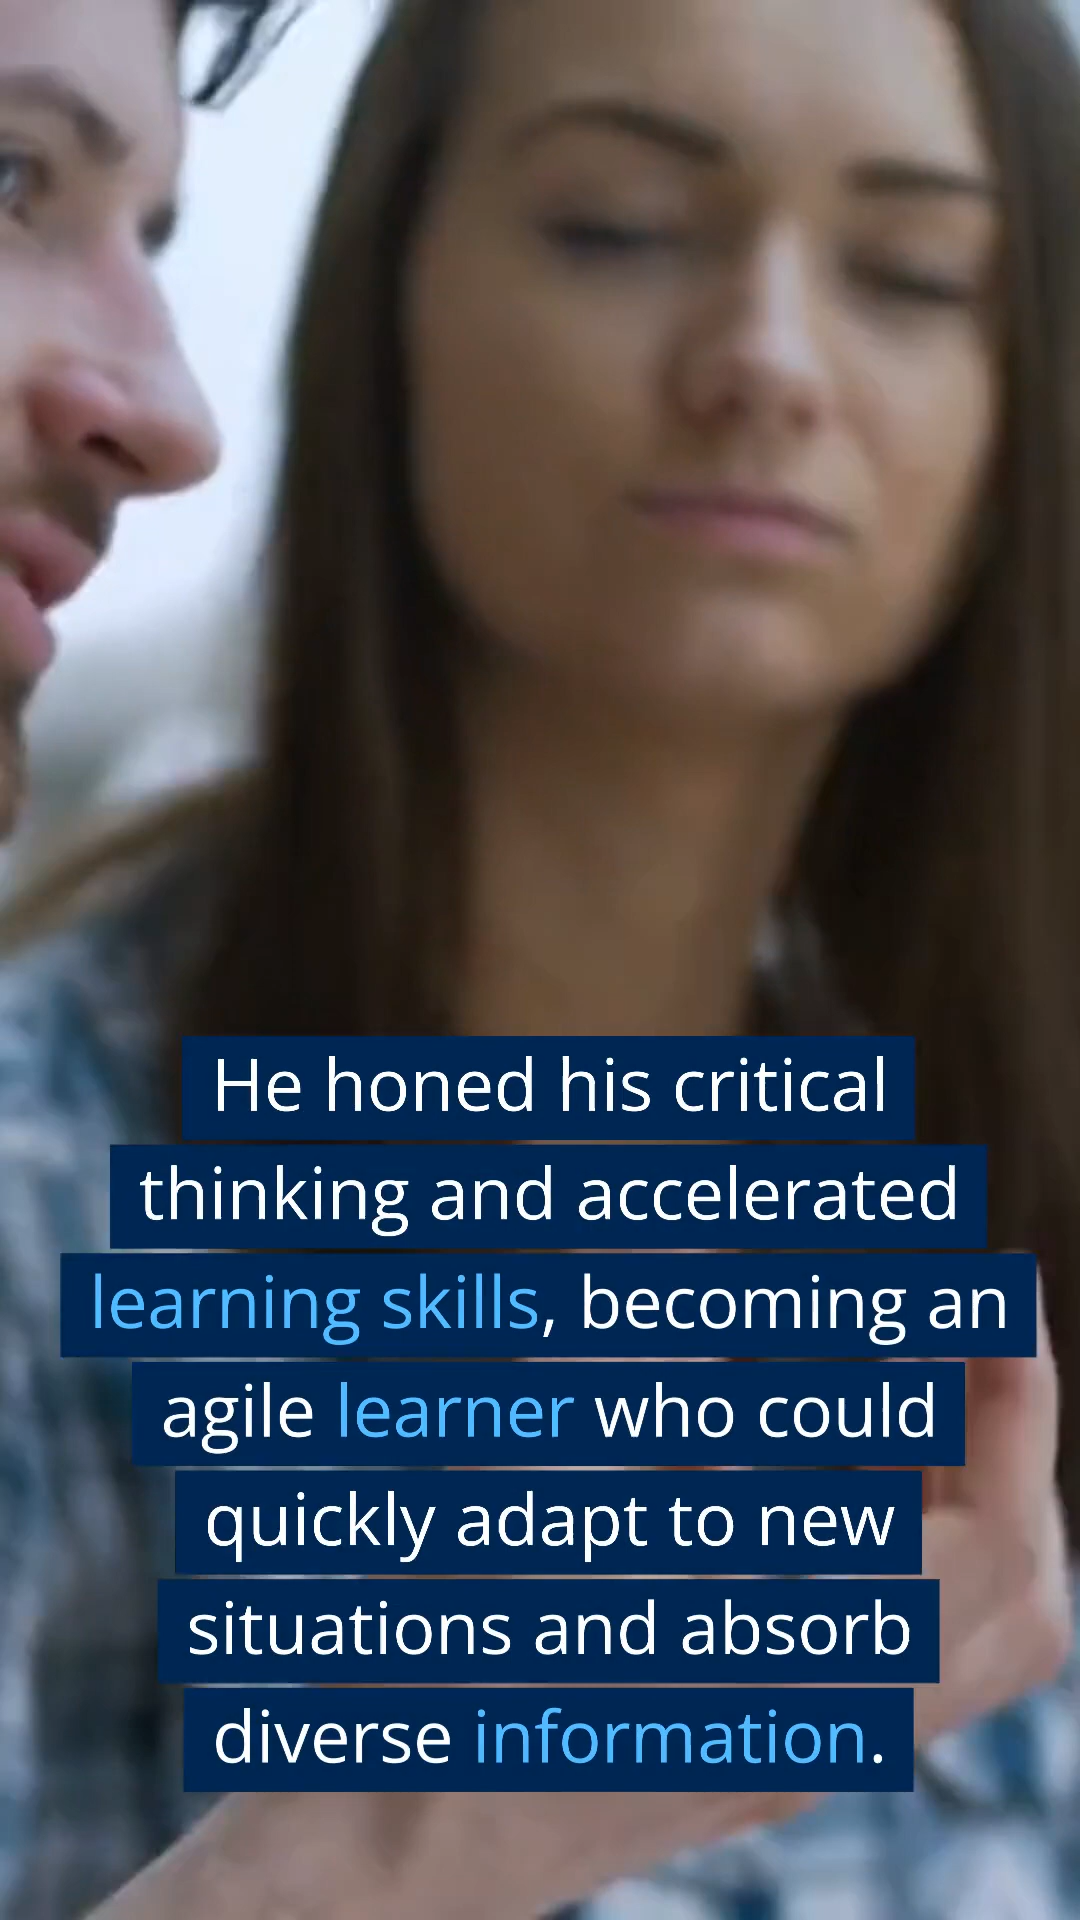 He honed his critical
thinking and accelerated
learning skills, becoming an
agile learner who could
quickly adapt to new
situations and absorb
diverse information.